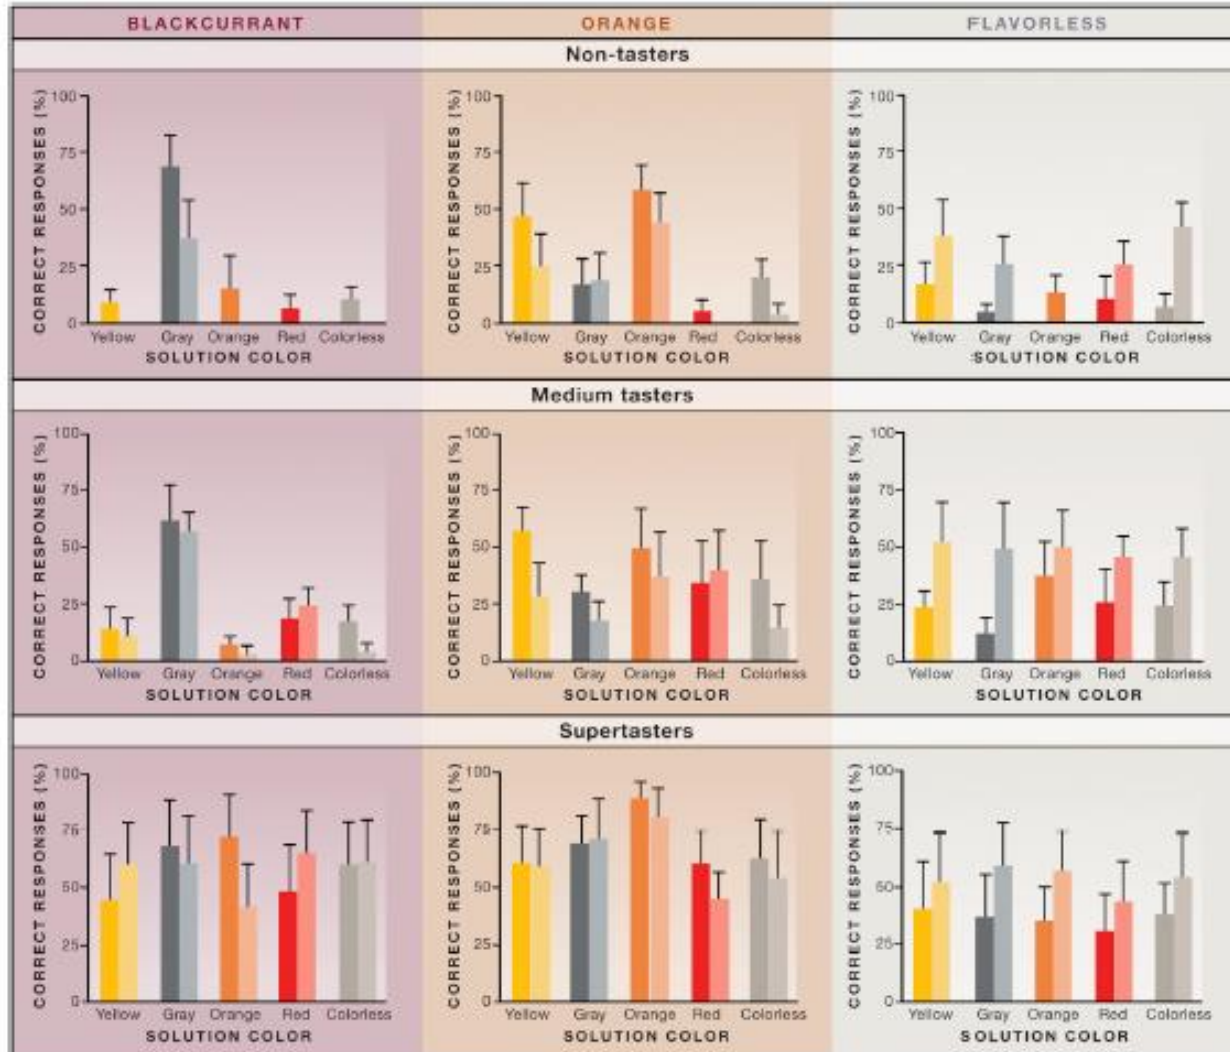 BLACKCURRANT ORANGE FLAVORLESS
Non-tasters
CORRECT RESPONSES (%) CORRECT RESPONSES (%) CORRECT RESPONSES (%)
100 100 100
75 75 75
50 50 50
25 25 25
0 0 0
Yellow Gray Orange Red Colorless Yellow Gray Orange Red Colorless Yellow Gray Orange Red Colorless
SOLUTION COLOR SOLUTION COLOR SOLUTION COLOR
Medium tasters
CORRECT RESPONSES (%) CORRECT RESPONSES (%) CORRECT RESPONSES (%)
100 100 100
75 75 75
50 50 50
25 25 25
0 0 0
Yellow Gray Orange Red Colorless Yellow Gray Orange Red Colorless Yellow Gray Orange Red Colorless
SOLUTION COLOR SOLUTION COLOR SOLUTION COLOR
Supertasters
CORRECT RESPONSES (%) CORRECT RESPONSES (%) CORRECT RESPONSES (%)
100 100 100
75 75 75
50 50 50
25 25 25
0 0 0
Yellow Gray Orange Red Colorless Yellow Gray Orange Red Colorless Yellow Gray Orange Red Colorless
SOLUTION COLOR SOLUTION COLOR SOLUTION COLOR